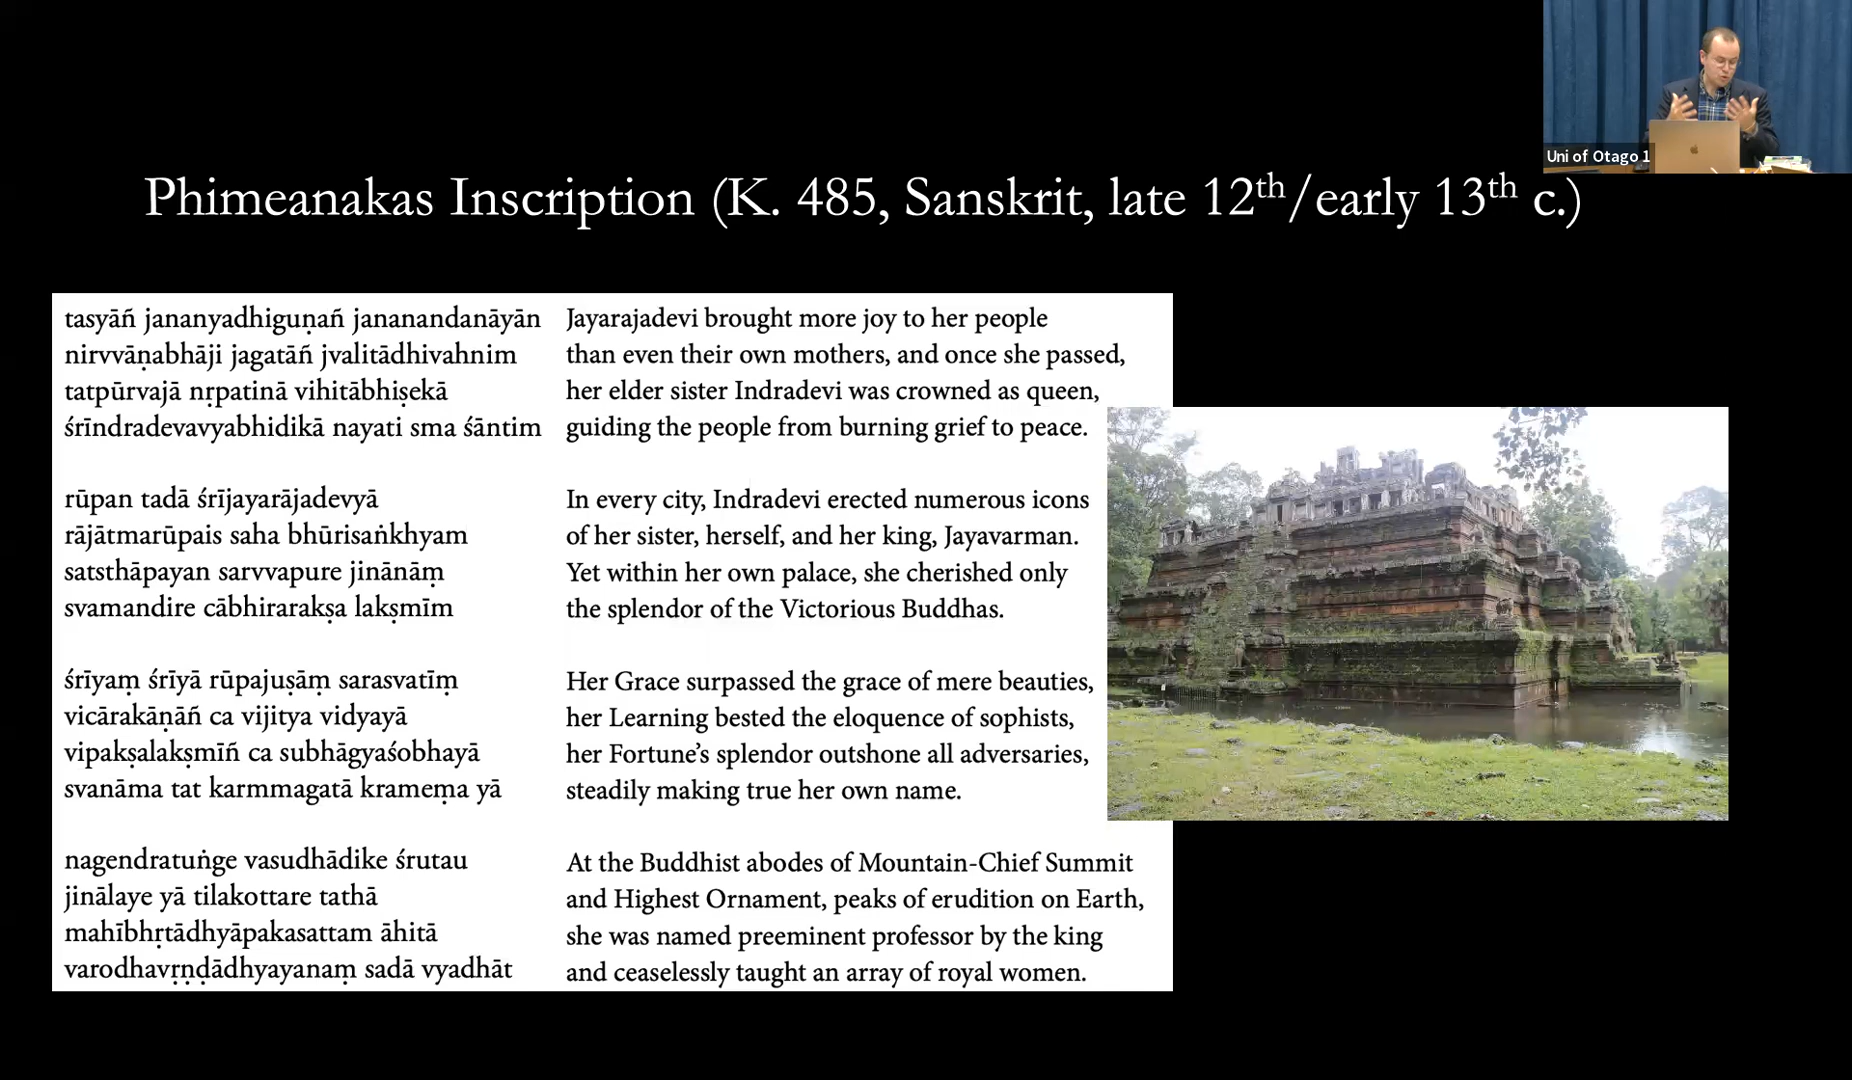 Uni of Otago 1
Phimeanakas Inscription (K. 485, Sanskrit, late 12th/early 13th c.)
tasyāñ jananyadhiguṇañ jananandanāyān
nirvvāṇabhāji jagatāñ jvalitādhivahnim
tatpūrvajā nṛpatinā vihitābhiṣekā
śrīndradevavyabhidikā nayati sma śāntim
rūpan tadā śrījayarājadevyā
rājātmarūpais saha bhūrisaṅkhyam
satsthāpayan sarvvapure jinānāṃ
svamandire cābhirarakṣa lakṣmīm
śrīyaṃ śrīyā rūpajuṣāṃ sarasvatīṃ
vicārakāṇāñ ca vijitya vidyayā
vipakṣalakṣmīñ ca subhāgyaśobhayā
svanāma tat karmmagatā krameṃa yā
nagendratuṅge vasudhādike śrutau
jinālaye yā tilakottare tathā
mahībhṛtādhyāpakasattam āhitā
varodhavṛṇḍādhyayanaṃ sadā vyadhāt
Jayarajadevi brought more joy to her people
than even their own mothers, and once she passed,
her elder sister Indradevi was crowned as queen,
guiding the people from burning grief to peace.
In every city, Indradevi erected numerous icons
of her sister, herself, and her king, Jayavarman.
Yet within her own palace, she cherished only
the splendor of the Victorious Buddhas.
Her Grace surpassed the grace of mere beauties,
her Learning bested the eloquence of sophists,
her Fortune's splendor outshone all adversaries,
steadily making true her own name.
At the Buddhist abodes of Mountain-Chief Summit
and Highest Ornament, peaks of erudition on Earth,
she was named preeminent professor by the king
and ceaselessly taught an array of royal women.